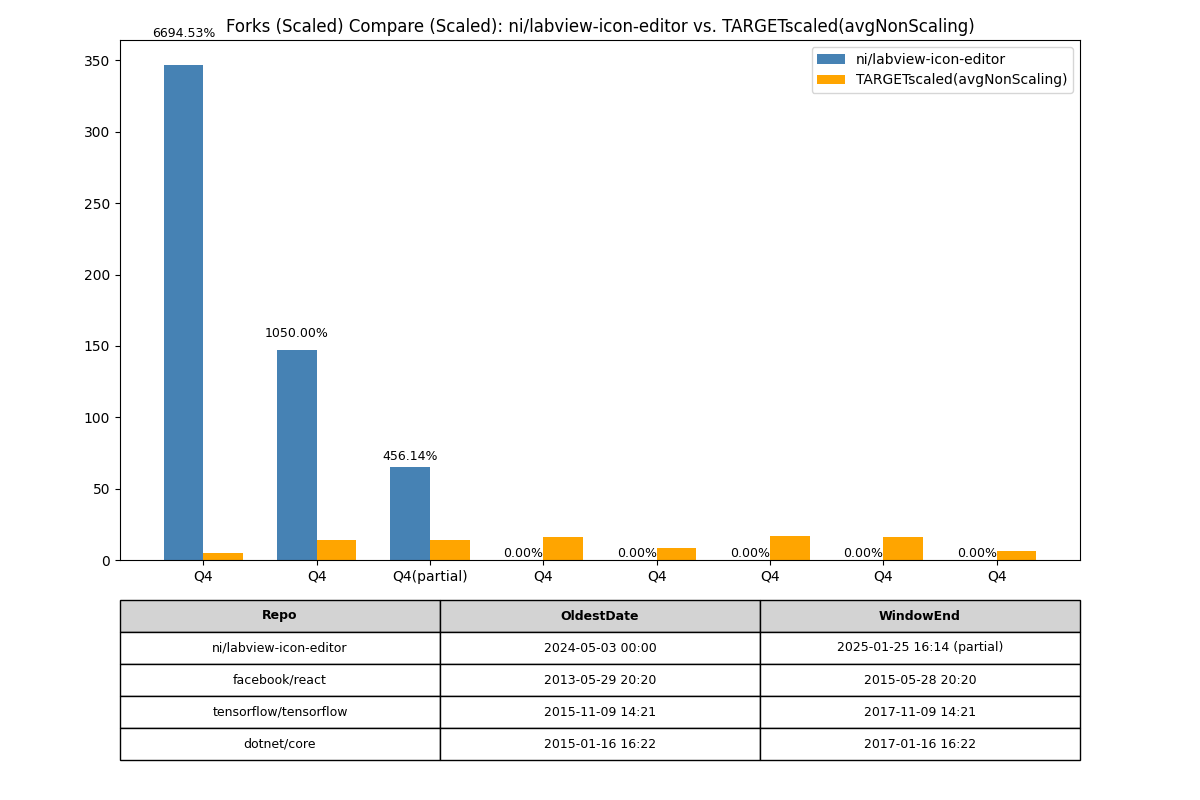 Forks (Scaled) Compare (Scaled): ni/labview-icon-editor vs. TARGETscaled(avgNonScaling)
6694.53%
ni/labview-icon-editor
TARGETscaled(avgNonScaling)
350
300
250
200
150
100
50
0
1050.00%
456.14%
0.00%
0.00%
0.00%
0.00%
0.00%
Q4 Q4 Q4(partial) Q4 Q4 Q4 Q4 Q4
Repo OldestDate WindowEnd
ni/labview-icon-editor 2024-05-03 00:00 2025-01-25 16:14 (partial)
facebook/react 2013-05-29 20:20 2015-05-28 20:20
tensorflow/tensorflow 2015-11-09 14:21 2017-11-09 14:21
dotnet/core 2015-01-16 16:22 2017-01-16 16:22